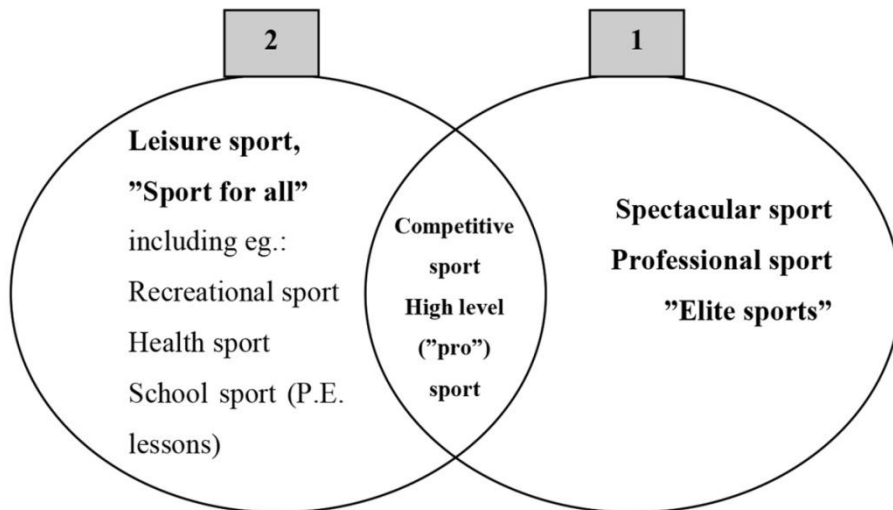 2
1
Leisure sport,
”Sport for all”
including eg.:
Recreational sport
Health sport
School sport (P.E.
lessons)
Competitive
sport
High level
(”pro”)
sport
Spectacular sport
Professional sport
”Elite sports”